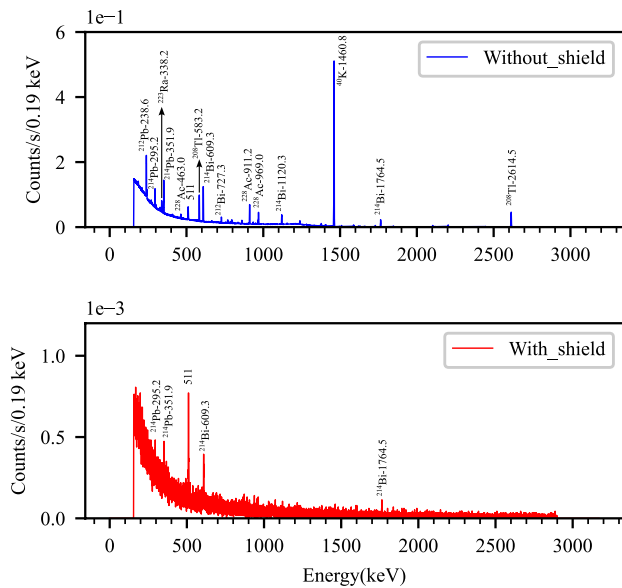 1e−1
6
4
2
0
Counts/s/0.19 keV
Without_shield
²¹²Pb-238.6
²¹⁴Pb-295.2
²²³Ra-338.2
²¹⁴Pb-351.9
²²⁸Ac-463.0
511
²⁰⁸Tl-583.2
²¹⁴Bi-609.3
²¹²Bi-727.3
²²⁸Ac-911.2
²²⁸Ac-969.0
²¹⁴Bi-1120.3
⁴⁰K-1460.8
²¹⁴Bi-1764.5
²⁰⁸Tl-2614.5
0 500 1000 1500 2000 2500 3000
1e−3
1.0
0.5
0.0
Counts/s/0.19 keV
With_shield
²¹⁴Pb-295.2
²¹⁴Pb-351.9
511
²¹⁴Bi-609.3
²¹⁴Bi-1764.5
0 500 1000 1500 2000 2500 3000
Energy(keV)